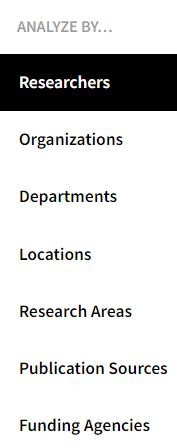 ANALYZE BY...
Researchers
Organizations
Departments
Locations
Research Areas
Publication Sources
Funding Agencies